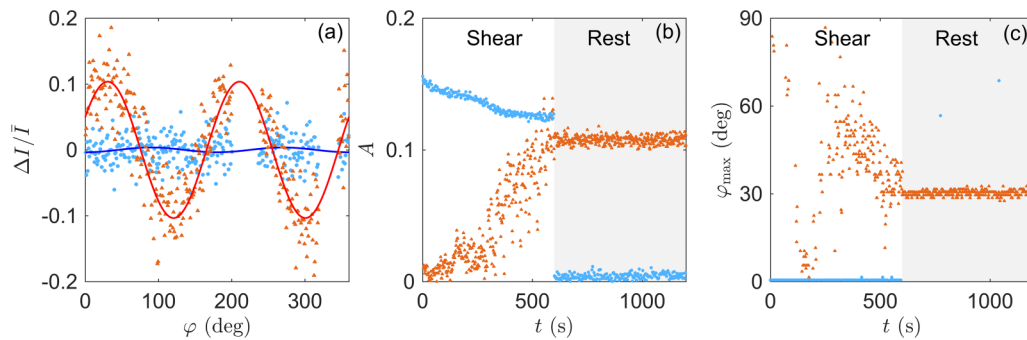 (a)
ΔI/Ī
0.2
0.1
0
-0.1
-0.2
0 100 200 300
φ (deg)
Shear Rest (b)
A
0.2
0.1
0
0 500 1000
t (s)
Shear Rest (c)
φmax (deg)
90
60
30
0
0 500 1000
t (s)